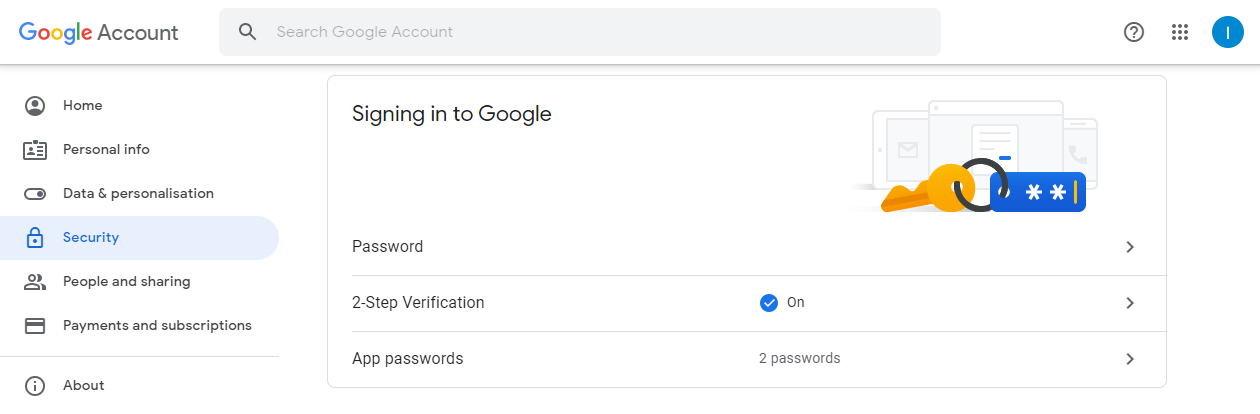 Google Account
Search Google Account
I
Home
Personal info
Data & personalisation
Security
People and sharing
Payments and subscriptions
About
Signing in to Google
**
Password
2-Step Verification On
App passwords 2 passwords